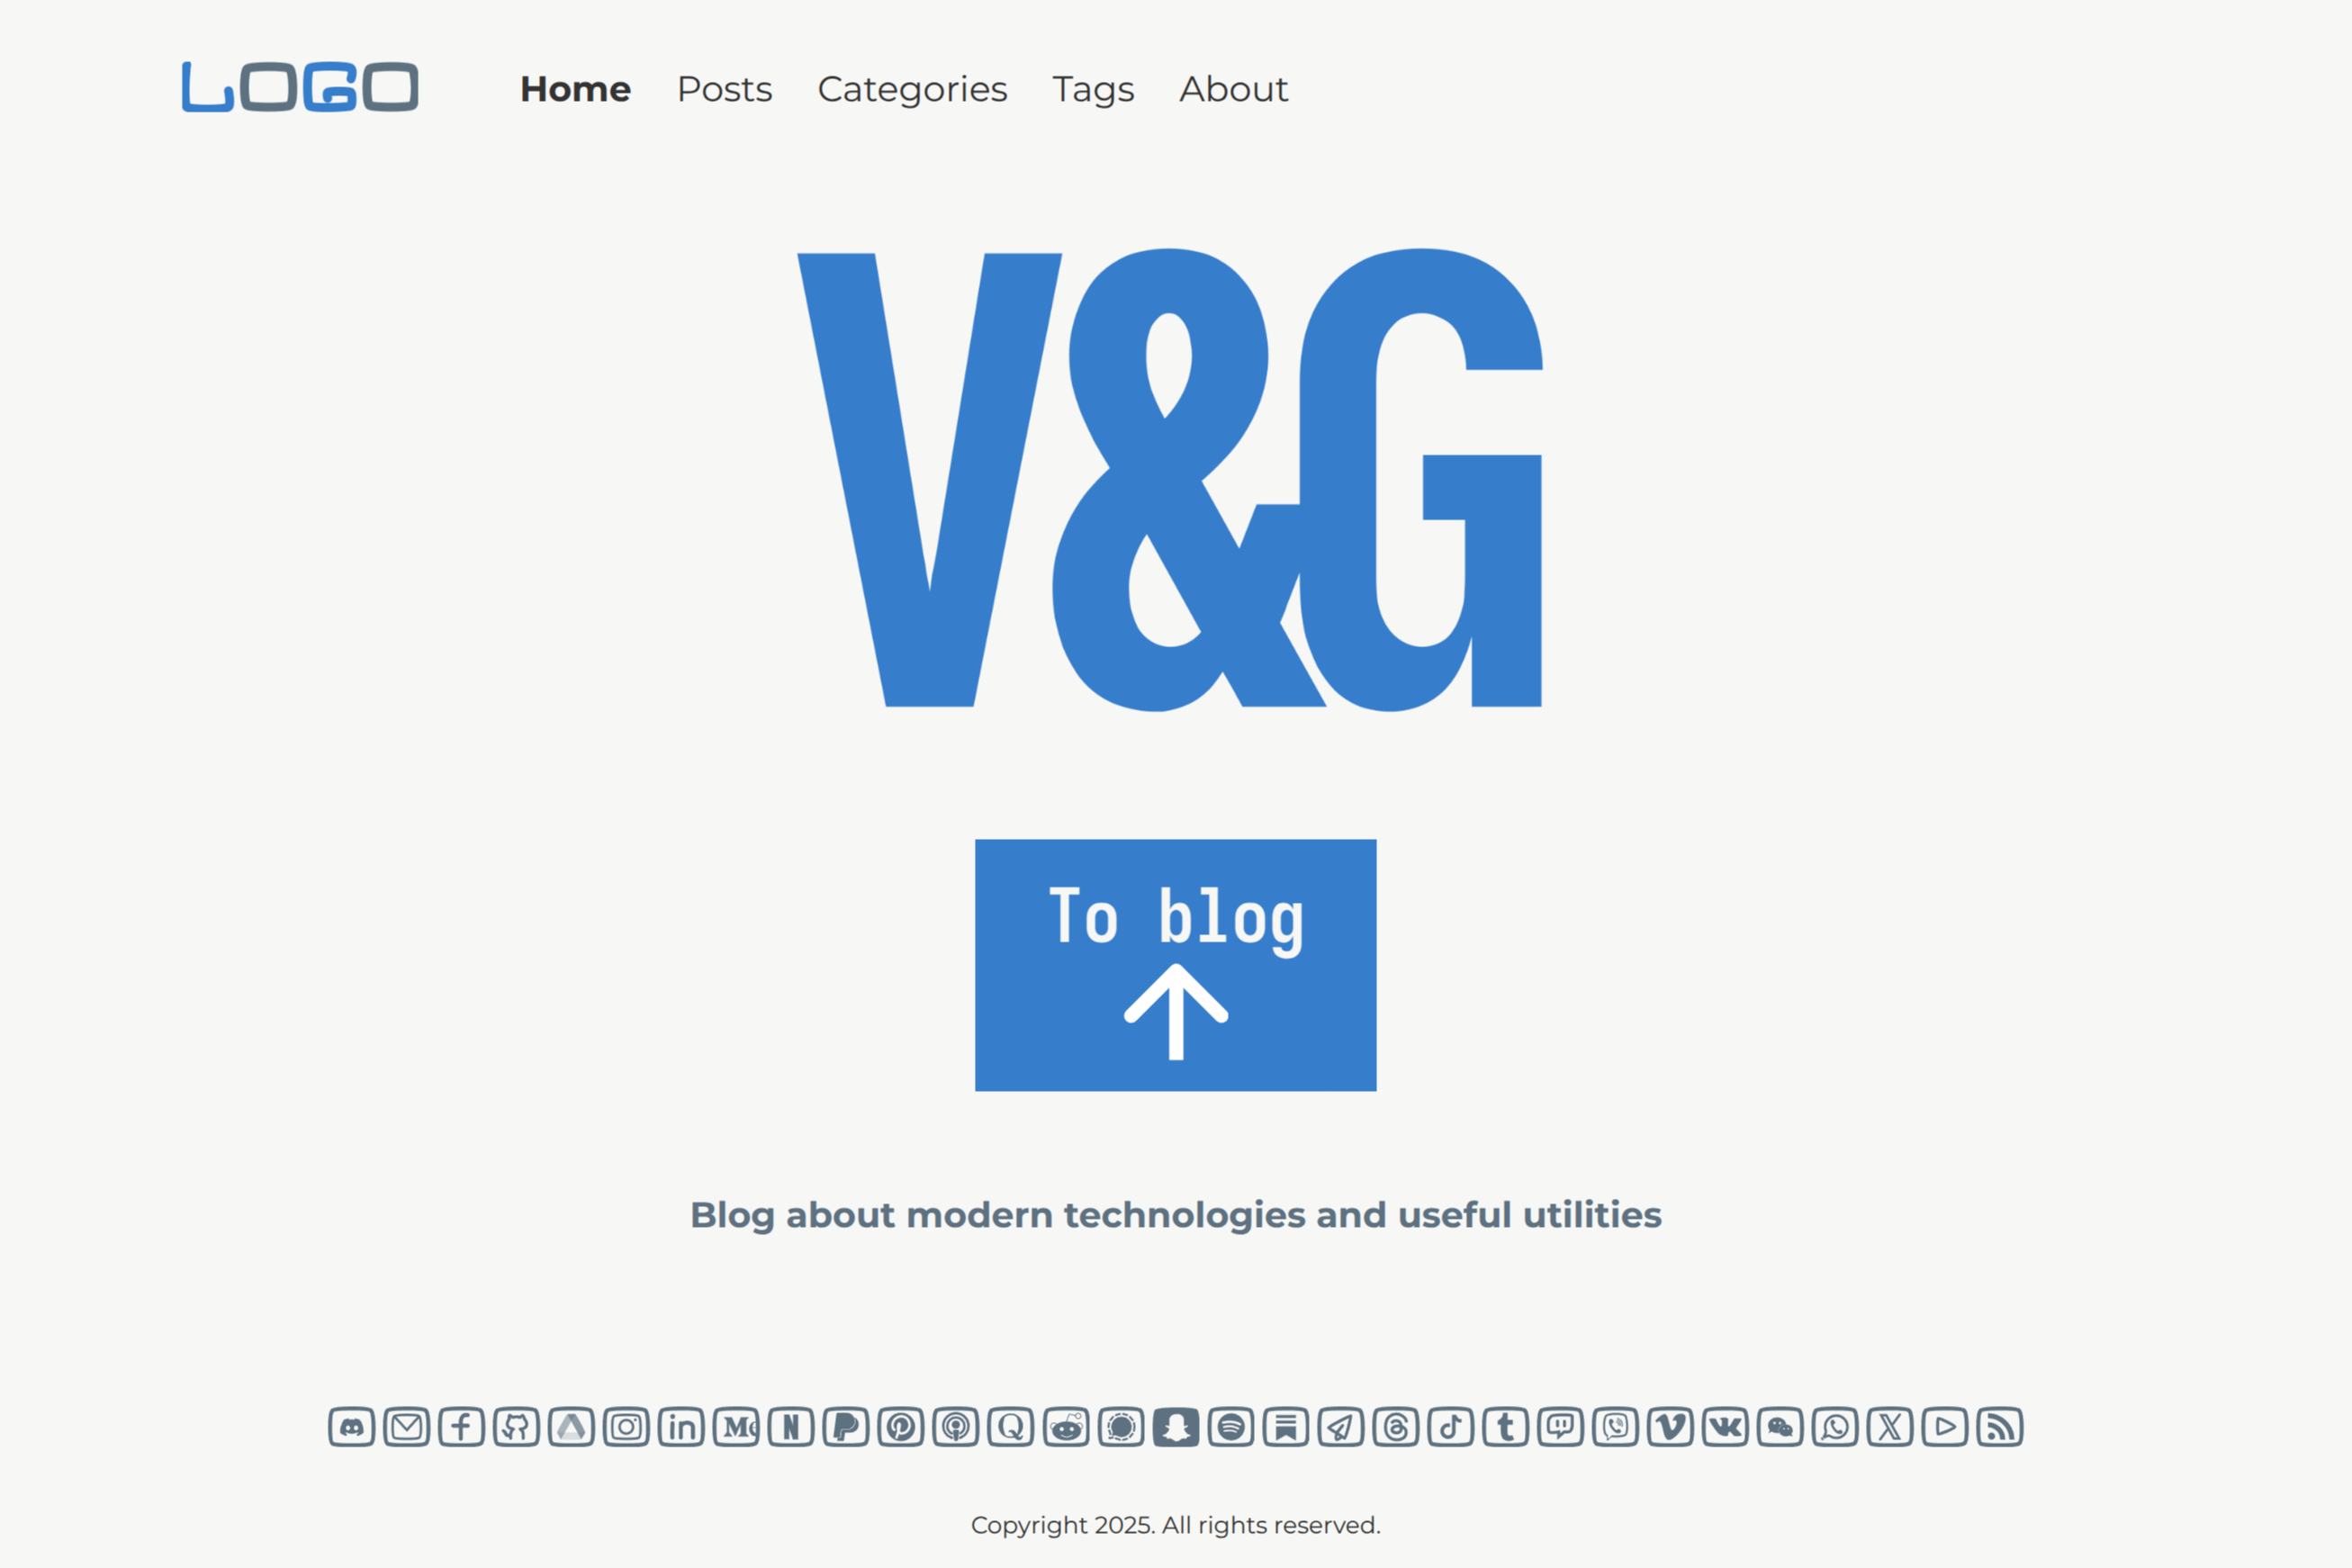 LOGO Home Posts Categories Tags About
V&G
To blog
Blog about modern technologies and useful utilities
Copyright 2025. All rights reserved.